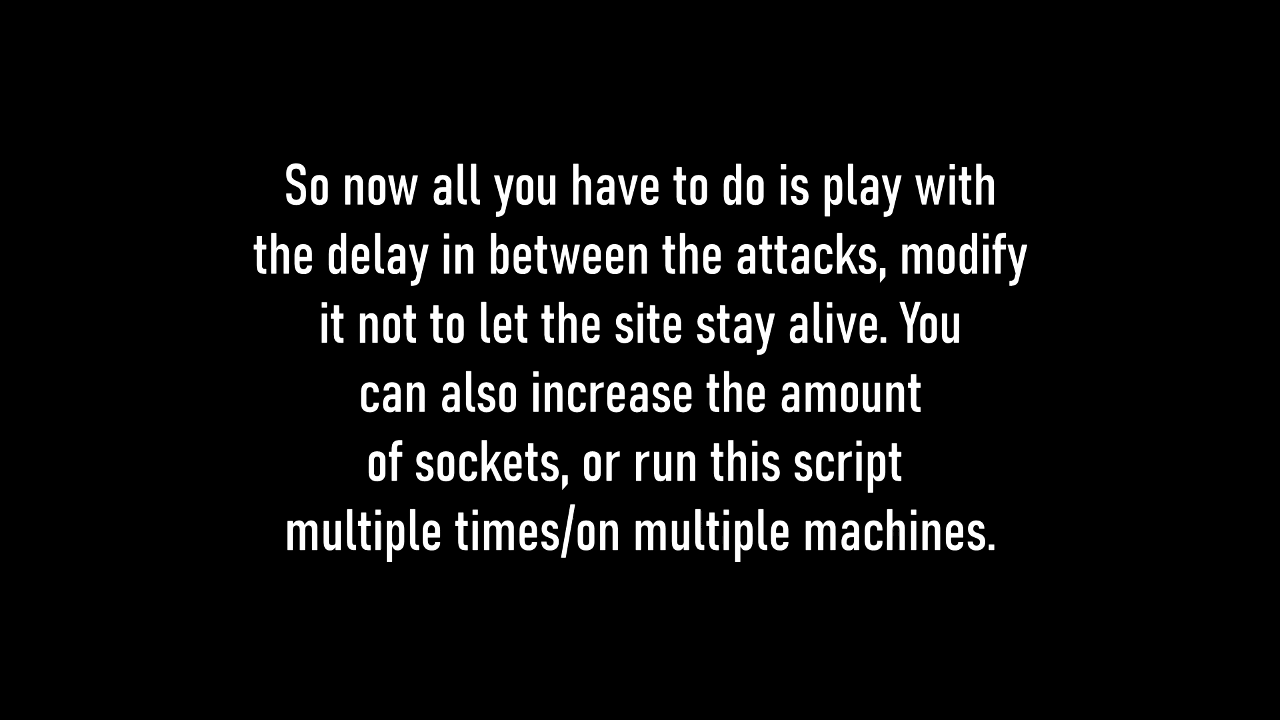 So now all you have to do is play with
the delay in between the attacks, modify
it not to let the site stay alive. You
can also increase the amount
of sockets, or run this script
multiple times/on multiple machines.